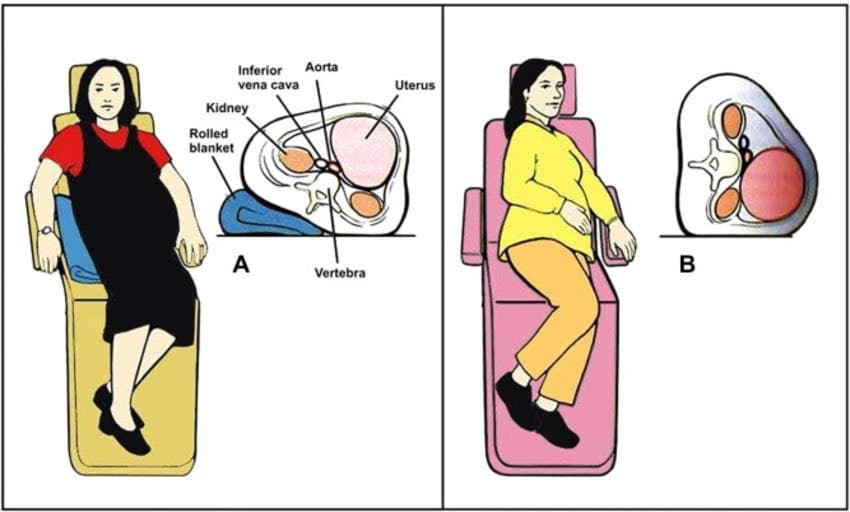 Inferior
vena cava
Aorta
Uterus
Kidney
Rolled
blanket
A
Vertebra
B